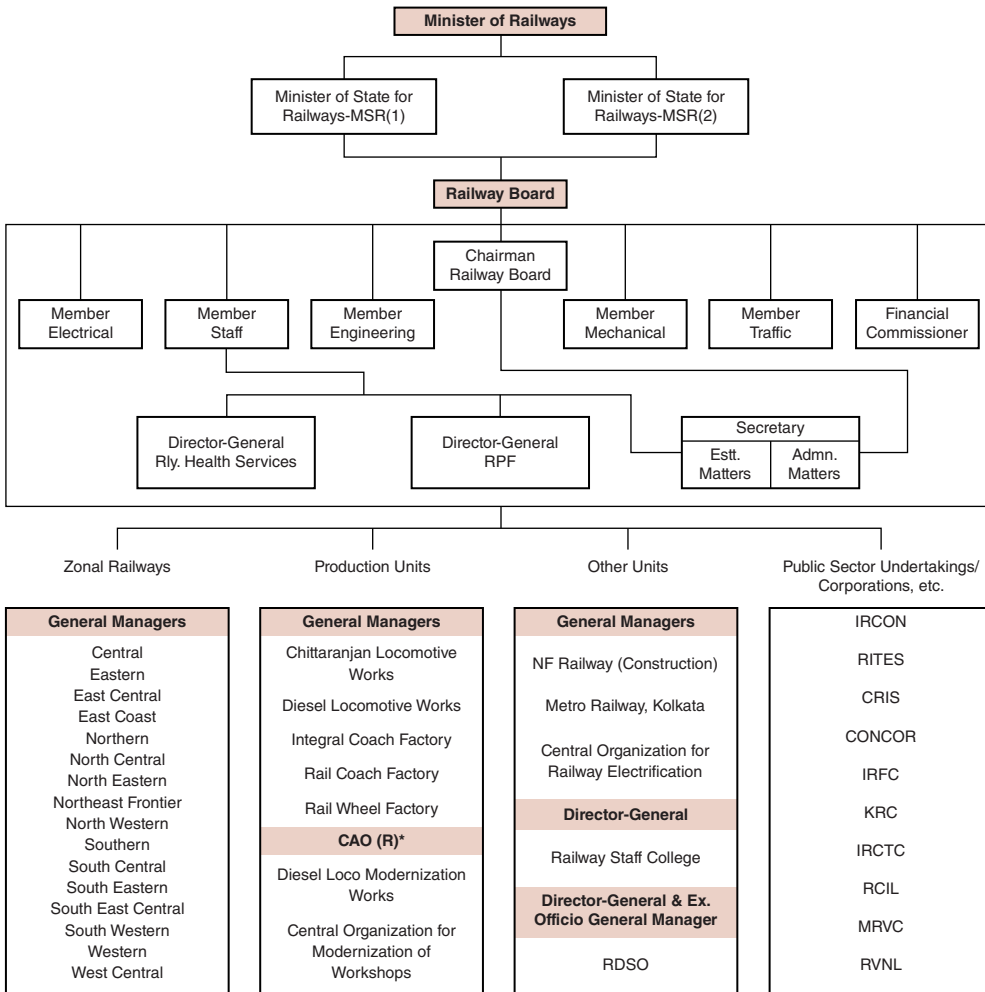 Minister of Railways
Minister of State for
Railways-MSR(1)
Minister of State for
Railways-MSR(2)
Railway Board
Chairman
Railway Board
Member
Electrical
Member
Staff
Member
Engineering
Member
Mechanical
Member
Traffic
Financial
Commissioner
Director-General
Rly. Health Services
Director-General
RPF
Secretary
Estt.
Matters
Admn.
Matters
Zonal Railways
General Managers
Central
Eastern
East Central
East Coast
Northern
North Central
North Eastern
Northeast Frontier
North Western
Southern
South Central
South Eastern
South East Central
South Western
Western
West Central
Production Units
General Managers
Chittaranjan Locomotive
Works
Diesel Locomotive Works
Integral Coach Factory
Rail Coach Factory
Rail Wheel Factory
CAO (R)*
Diesel Loco Modernization
Works
Central Organization for
Modernization of
Workshops
Other Units
General Managers
NF Railway (Construction)
Metro Railway, Kolkata
Central Organization for
Railway Electrification
Director-General
Railway Staff College
Director-General & Ex.
Officio General Manager
RDSO
Public Sector Undertakings/
Corporations, etc.
IRCON
RITES
CRIS
CONCOR
IRFC
KRC
IRCTC
RCIL
MRVC
RVNL